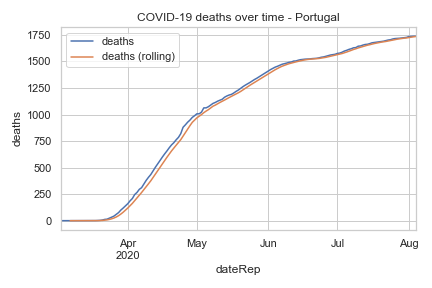 COVID-19 deaths over time - Portugal
deaths
deaths (rolling)
1750
1500
1250
1000
750
500
250
0
deaths
Apr
2020
May
Jun
Jul
Aug
dateRep